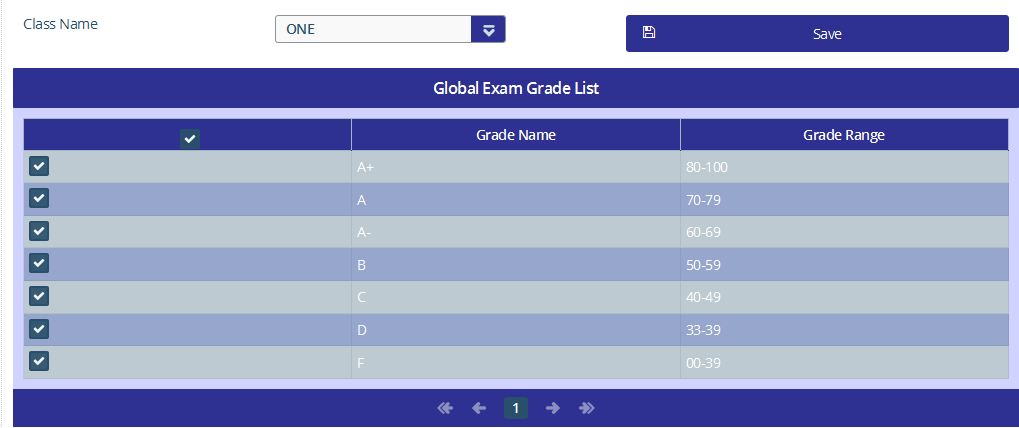 Class Name ONE Save
Global Exam Grade List
Grade Name Grade Range
A+ 80-100
A 70-79
A- 60-69
B 50-59
C 40-49
D 33-39
F 00-39
1